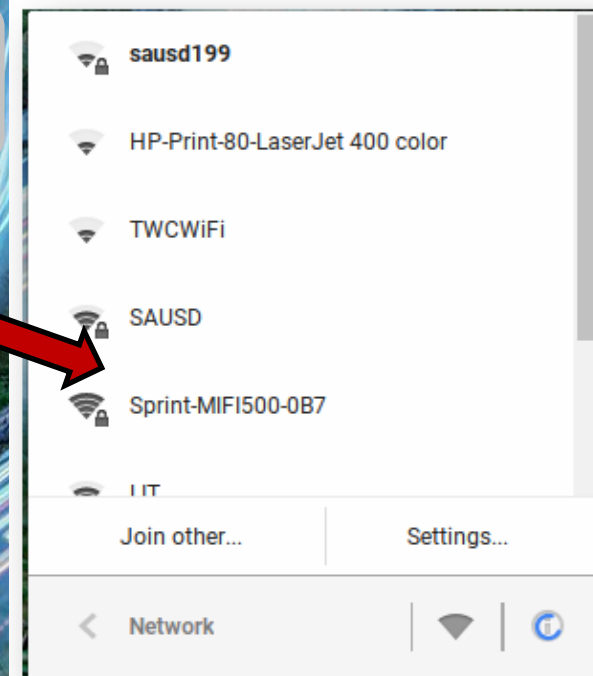 sausd199
HP-Print-80-LaserJet 400 color
TWCWiFi
SAUSD
Sprint-MIFI500-0B7
Join other...
Settings...
Network